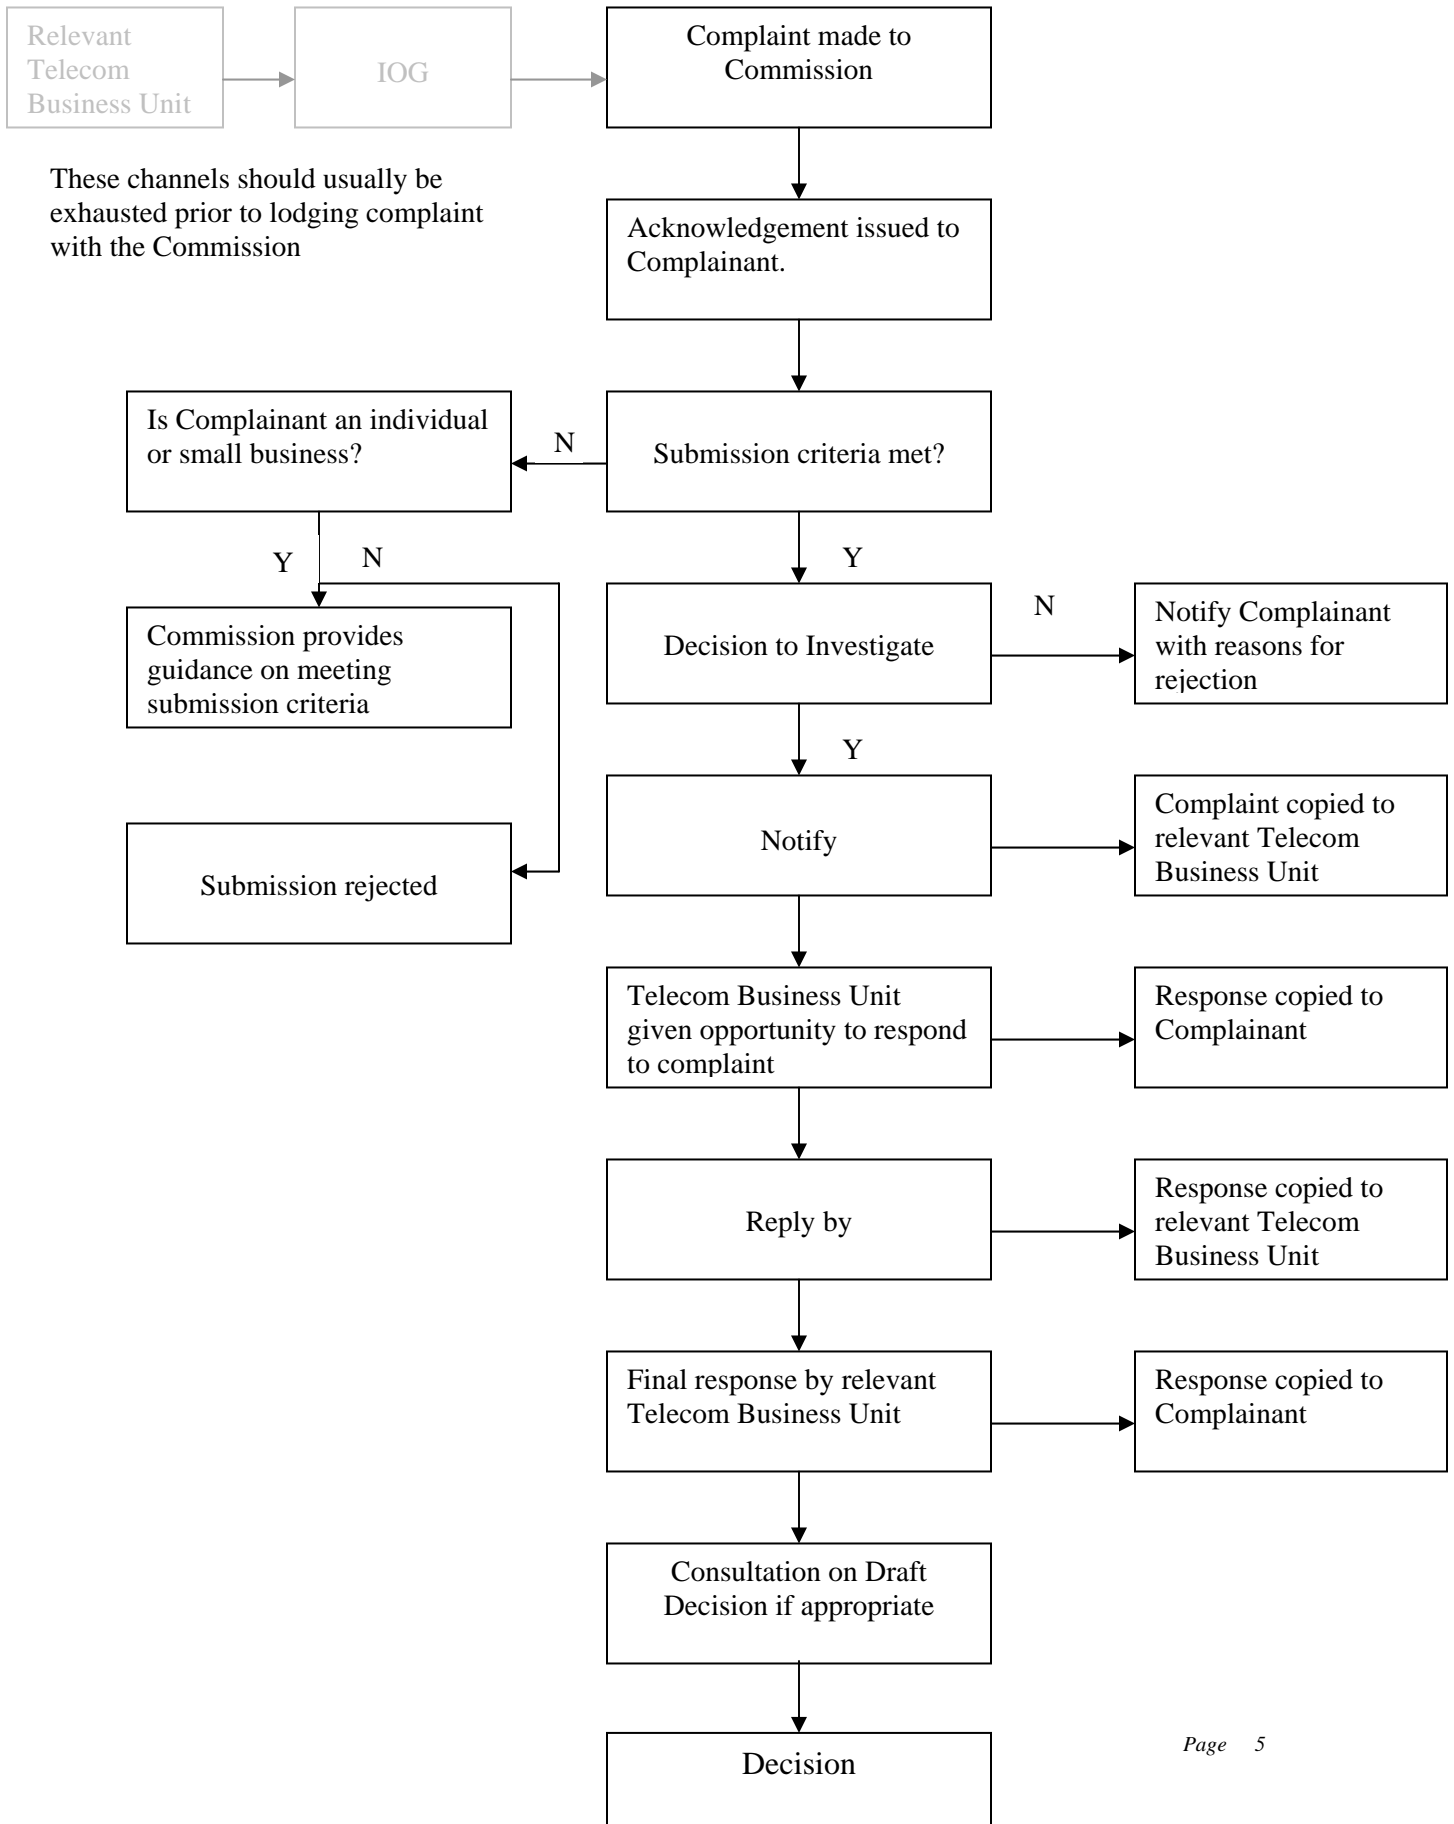 Relevant
Telecom
Business Unit
IOG
Complaint made to
Commission
These channels should usually be
exhausted prior to lodging complaint
with the Commission
Acknowledgement issued to
Complainant.
Is Complainant an individual
or small business?
N
Submission criteria met?
Y
N
Y
Commission provides
guidance on meeting
submission criteria
Decision to Investigate
N
Notify Complainant
with reasons for
rejection
Y
Submission rejected
Notify
Complaint copied to
relevant Telecom
Business Unit
Telecom Business Unit
given opportunity to respond
to complaint
Response copied to
Complainant
Reply by
Response copied to
relevant Telecom
Business Unit
Final response by relevant
Telecom Business Unit
Response copied to
Complainant
Consultation on Draft
Decision if appropriate
Decision
Page 5